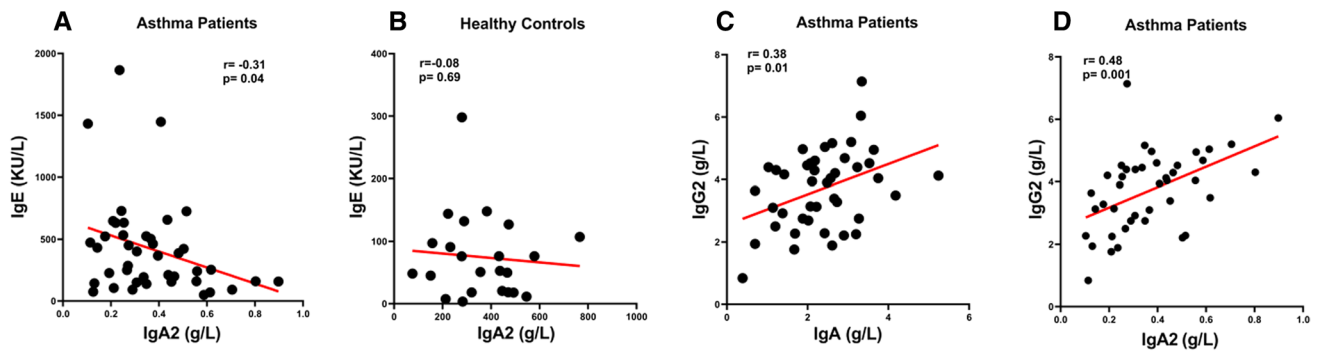 A
Asthma Patients
r= -0.31
p= 0.04
IgE (KU/L)
2000
1500
1000
500
0
0.0 0.2 0.4 0.6 0.8 1.0
IgA2 (g/L)
B
Healthy Controls
r=-0.08
p= 0.69
IgE (KU/L)
400
300
200
100
0
0 200 400 600 800 1000
IgA2 (g/L)
C
Asthma Patients
r= 0.38
p= 0.01
IgG2 (g/L)
8
6
4
2
0
0 2 4 6
IgA (g/L)
D
Asthma Patients
r= 0.48
p= 0.001
IgG2 (g/L)
8
6
4
2
0
0.0 0.2 0.4 0.6 0.8 1.0
IgA2 (g/L)